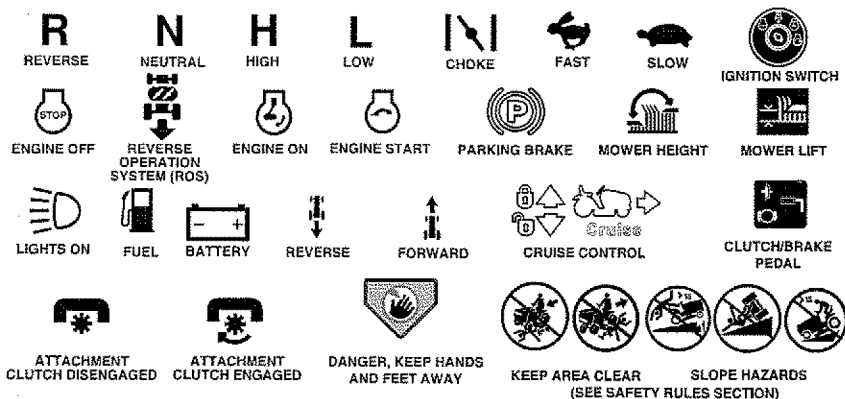 R N H L
REVERSE NEUTRAL HIGH LOW CHOKE FAST SLOW IGNITION SWITCH
STOP
P
ENGINE OFF REVERSE OPERATION SYSTEM (ROS) ENGINE ON ENGINE START PARKING BRAKE MOWER HEIGHT MOWER LIFT
Cruise
LIGHTS ON FUEL BATTERY REVERSE FORWARD CRUISE CONTROL CLUTCH/BRAKE PEDAL
ATTACHMENT CLUTCH DISENGAGED
ATTACHMENT CLUTCH ENGAGED
DANGER, KEEP HANDS AND FEET AWAY
KEEP AREA CLEAR SLOPE HAZARDS
(SEE SAFETY RULES SECTION)